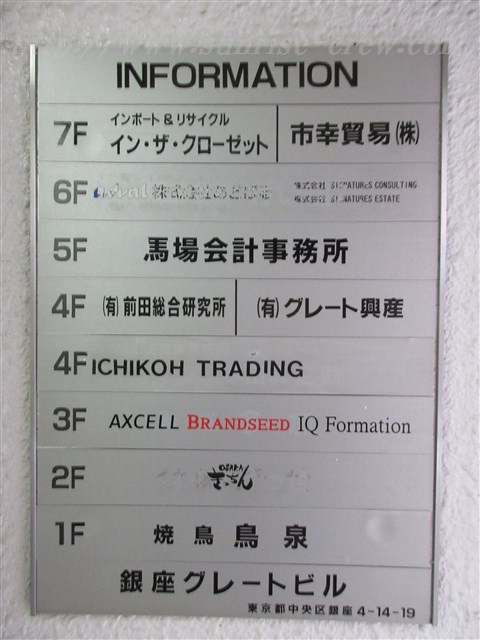 INFORMATION
7F インポート&リサイクル
イン・ザ・クローゼット 市幸貿易(株)
6F 株式会社 SIGNATURES CONSULTING
株式会社 SIGNATURES ESTATE
5F 馬場会計事務所
4F (有)前田総合研究所 (有)グレート興産
4F ICHIKOH TRADING
3F AXCELL BRANDSEED IQ Formation
2F OSAKA
きっちん
1F 焼鳥 鳥泉
銀座グレートビル
東京都中央区銀座4-14-19